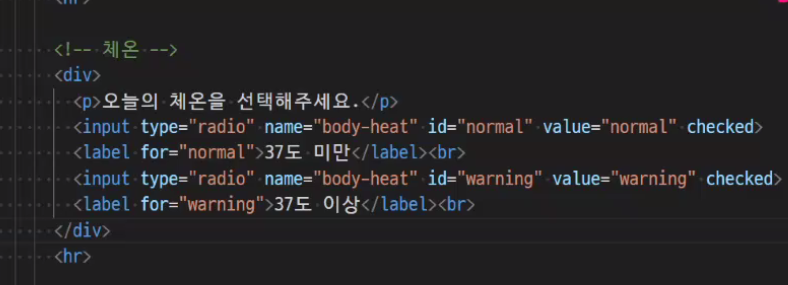 <hr>
<!-- 체온 -->
<div>
<p>오늘의 체온을 선택해주세요.</p>
<input type="radio" name="body-heat" id="normal" value="normal" checked>
<label for="normal">37도 미만</label><br>
<input type="radio" name="body-heat" id="warning" value="warning" checked>
<label for="warning">37도 이상</label><br>
</div>
<hr>